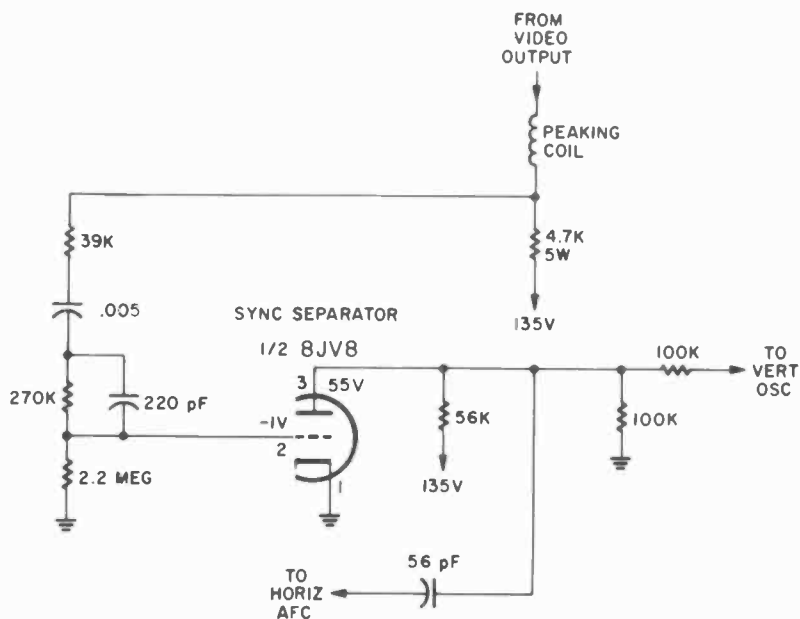 FROM
VIDEO
OUTPUT
PEAKING
COIL
39K
4.7K
5W
.005
SYNC SEPARATOR
1/2 8JV8
135V
3
55V
100K
TO
VERT
OSC
270K
220 pF
-1V
2
56K
100K
2.2 MEG
1
135V
56 pF
TO
HORIZ
AFC